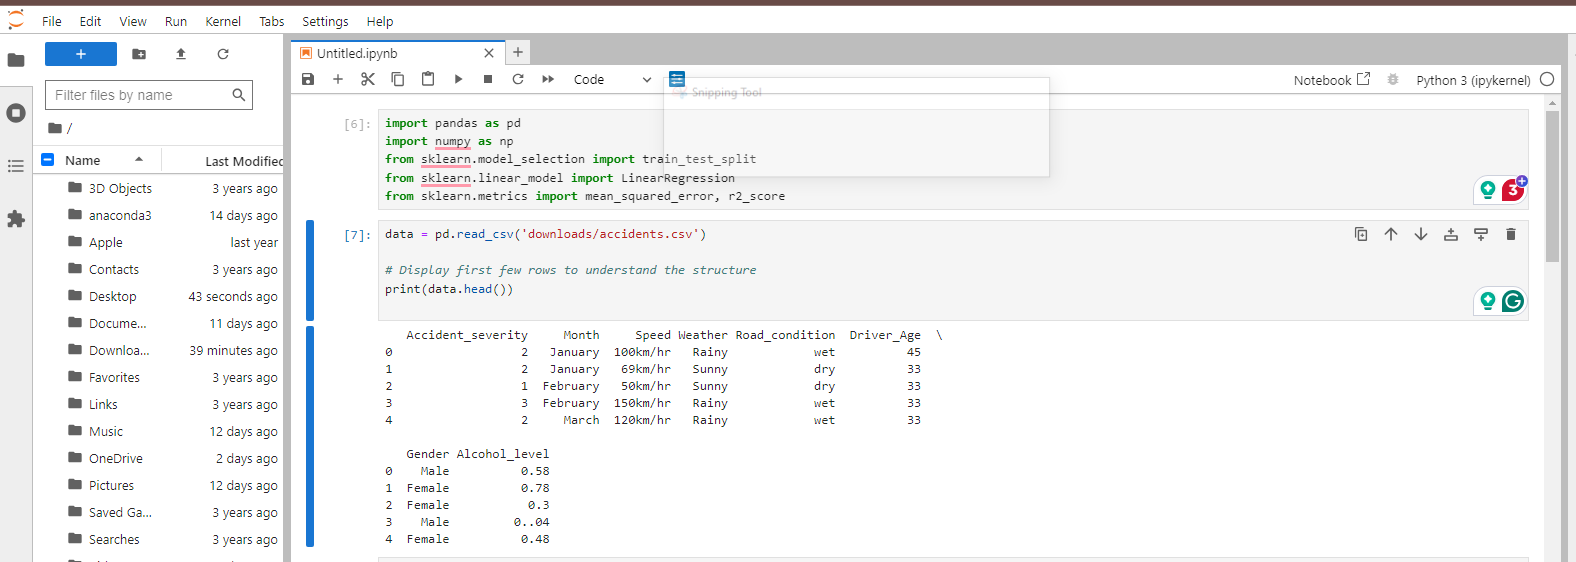 File Edit View Run Kernel Tabs Settings Help
Untitled.ipynb
Filter files by name
/
Name Last Modified
3D Objects 3 years ago
anaconda3 14 days ago
Apple last year
Contacts 3 years ago
Desktop 43 seconds ago
Docume... 11 days ago
Downloa... 39 minutes ago
Favorites 3 years ago
Links 3 years ago
Music 12 days ago
OneDrive 2 days ago
Pictures 12 days ago
Saved Ga... 3 years ago
Searches 3 years ago
Code
Notebook
Python 3 (ipykernel)
Snipping Tool
[6]:
import pandas as pd
import numpy as np
from sklearn.model_selection import train_test_split
from sklearn.linear_model import LinearRegression
from sklearn.metrics import mean_squared_error, r2_score
3
[7]:
data = pd.read_csv('downloads/accidents.csv')
# Display first few rows to understand the structure
print(data.head())
Accident_severity Month Speed Weather Road_condition Driver_Age \
0 2 January 100km/hr Rainy wet 45
1 2 January 69km/hr Sunny dry 33
2 1 February 50km/hr Sunny dry 33
3 3 February 150km/hr Rainy wet 33
4 2 March 120km/hr Rainy wet 33
Gender Alcohol_level
0 Male 0.58
1 Female 0.78
2 Female 0.3
3 Male 0..04
4 Female 0.48